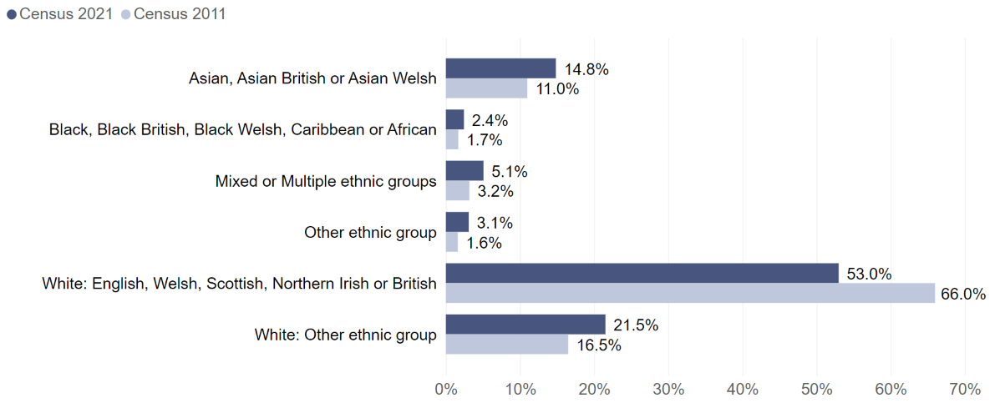 Census 2021 Census 2011
Asian, Asian British or Asian Welsh 14.8%
11.0%
Black, Black British, Black Welsh, Caribbean or African 2.4%
1.7%
Mixed or Multiple ethnic groups 5.1%
3.2%
Other ethnic group 3.1%
1.6%
White: English, Welsh, Scottish, Northern Irish or British 53.0%
66.0%
White: Other ethnic group 21.5%
16.5%
0% 10% 20% 30% 40% 50% 60% 70%